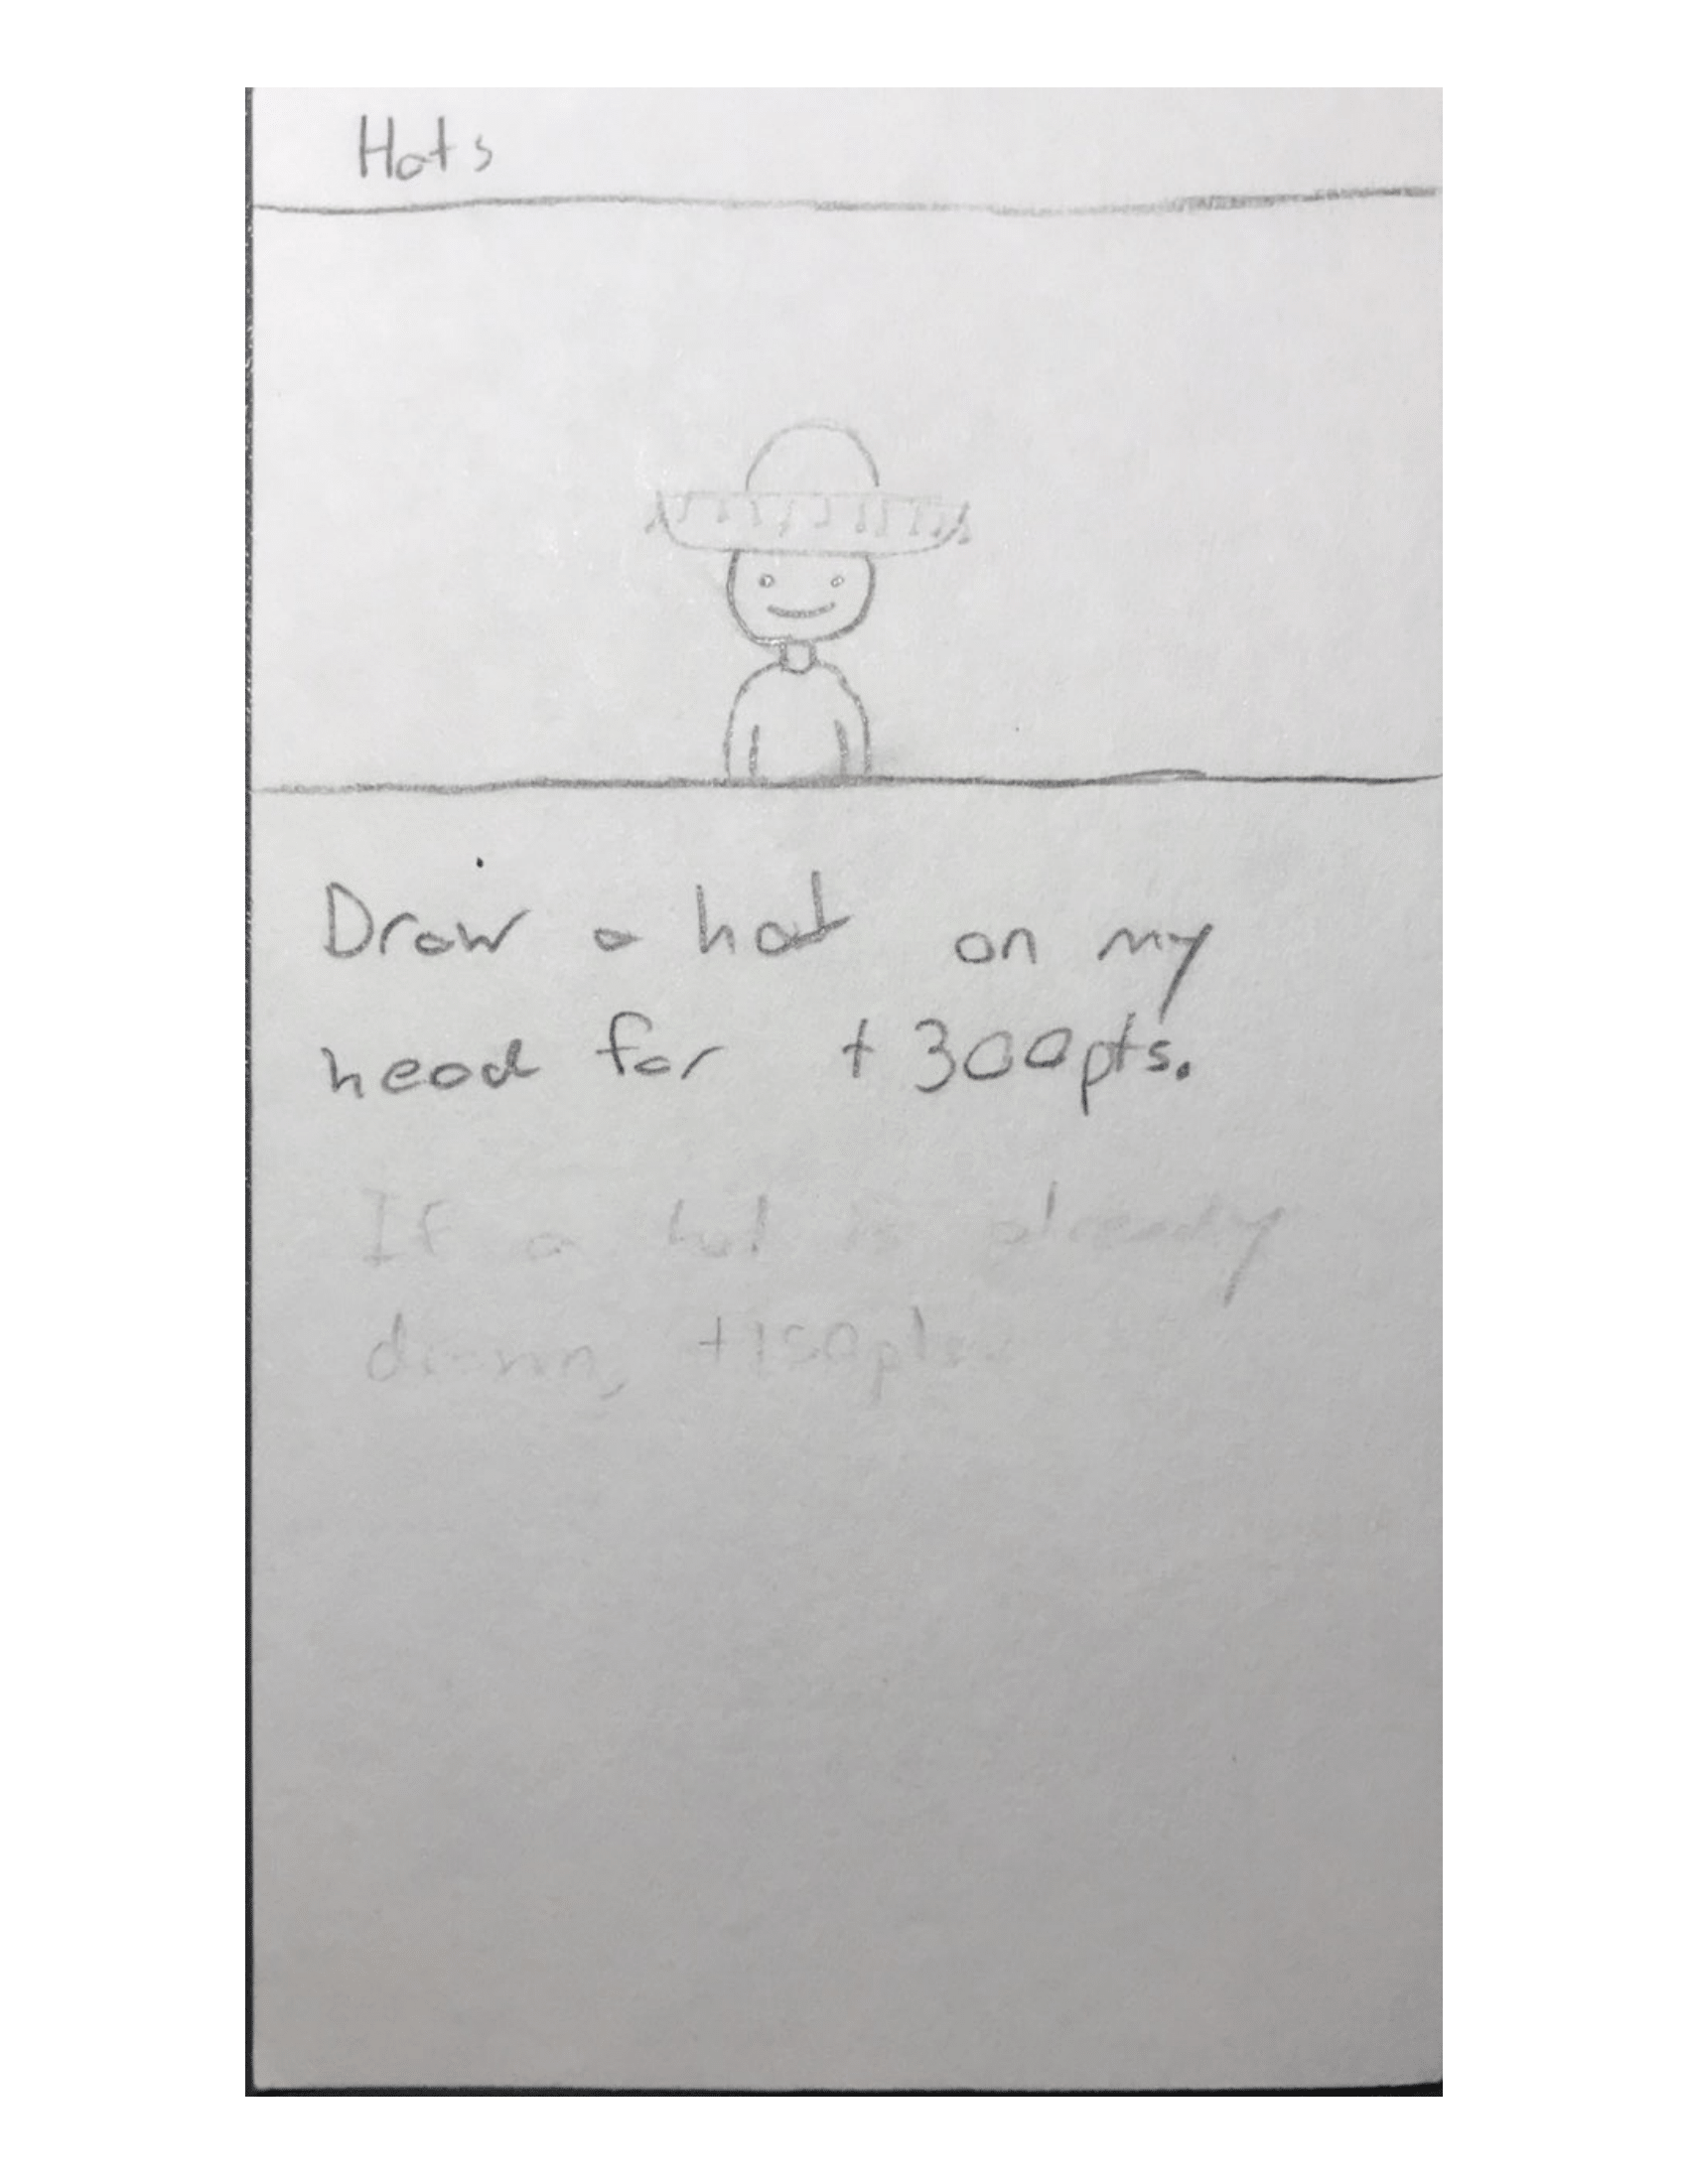 Hats
Draw a hat on my
head for +300pts.
If a hat is already
drawn, +150pts.